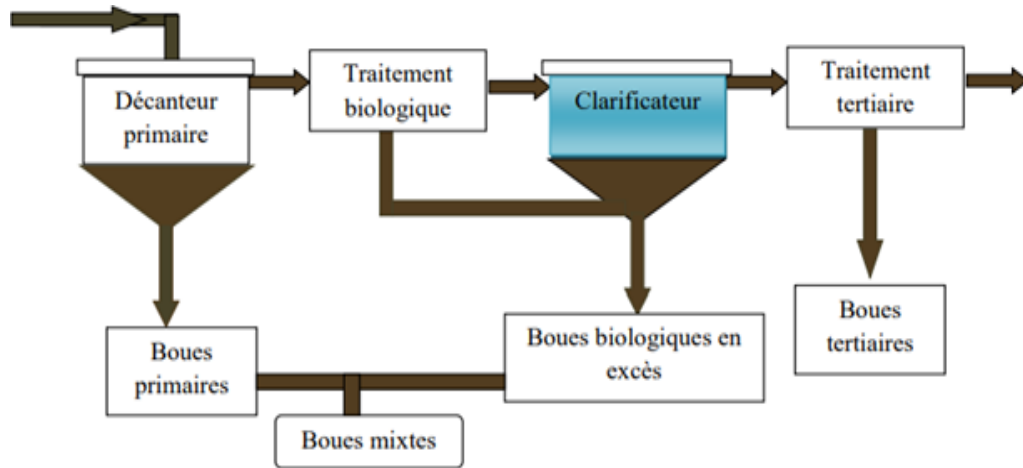 Décanteur
primaire
Traitement
biologique
Clarificateur
Traitement
tertiaire
Boues
primaires
Boues biologiques en
excès
Boues
tertiaires
Boues mixtes